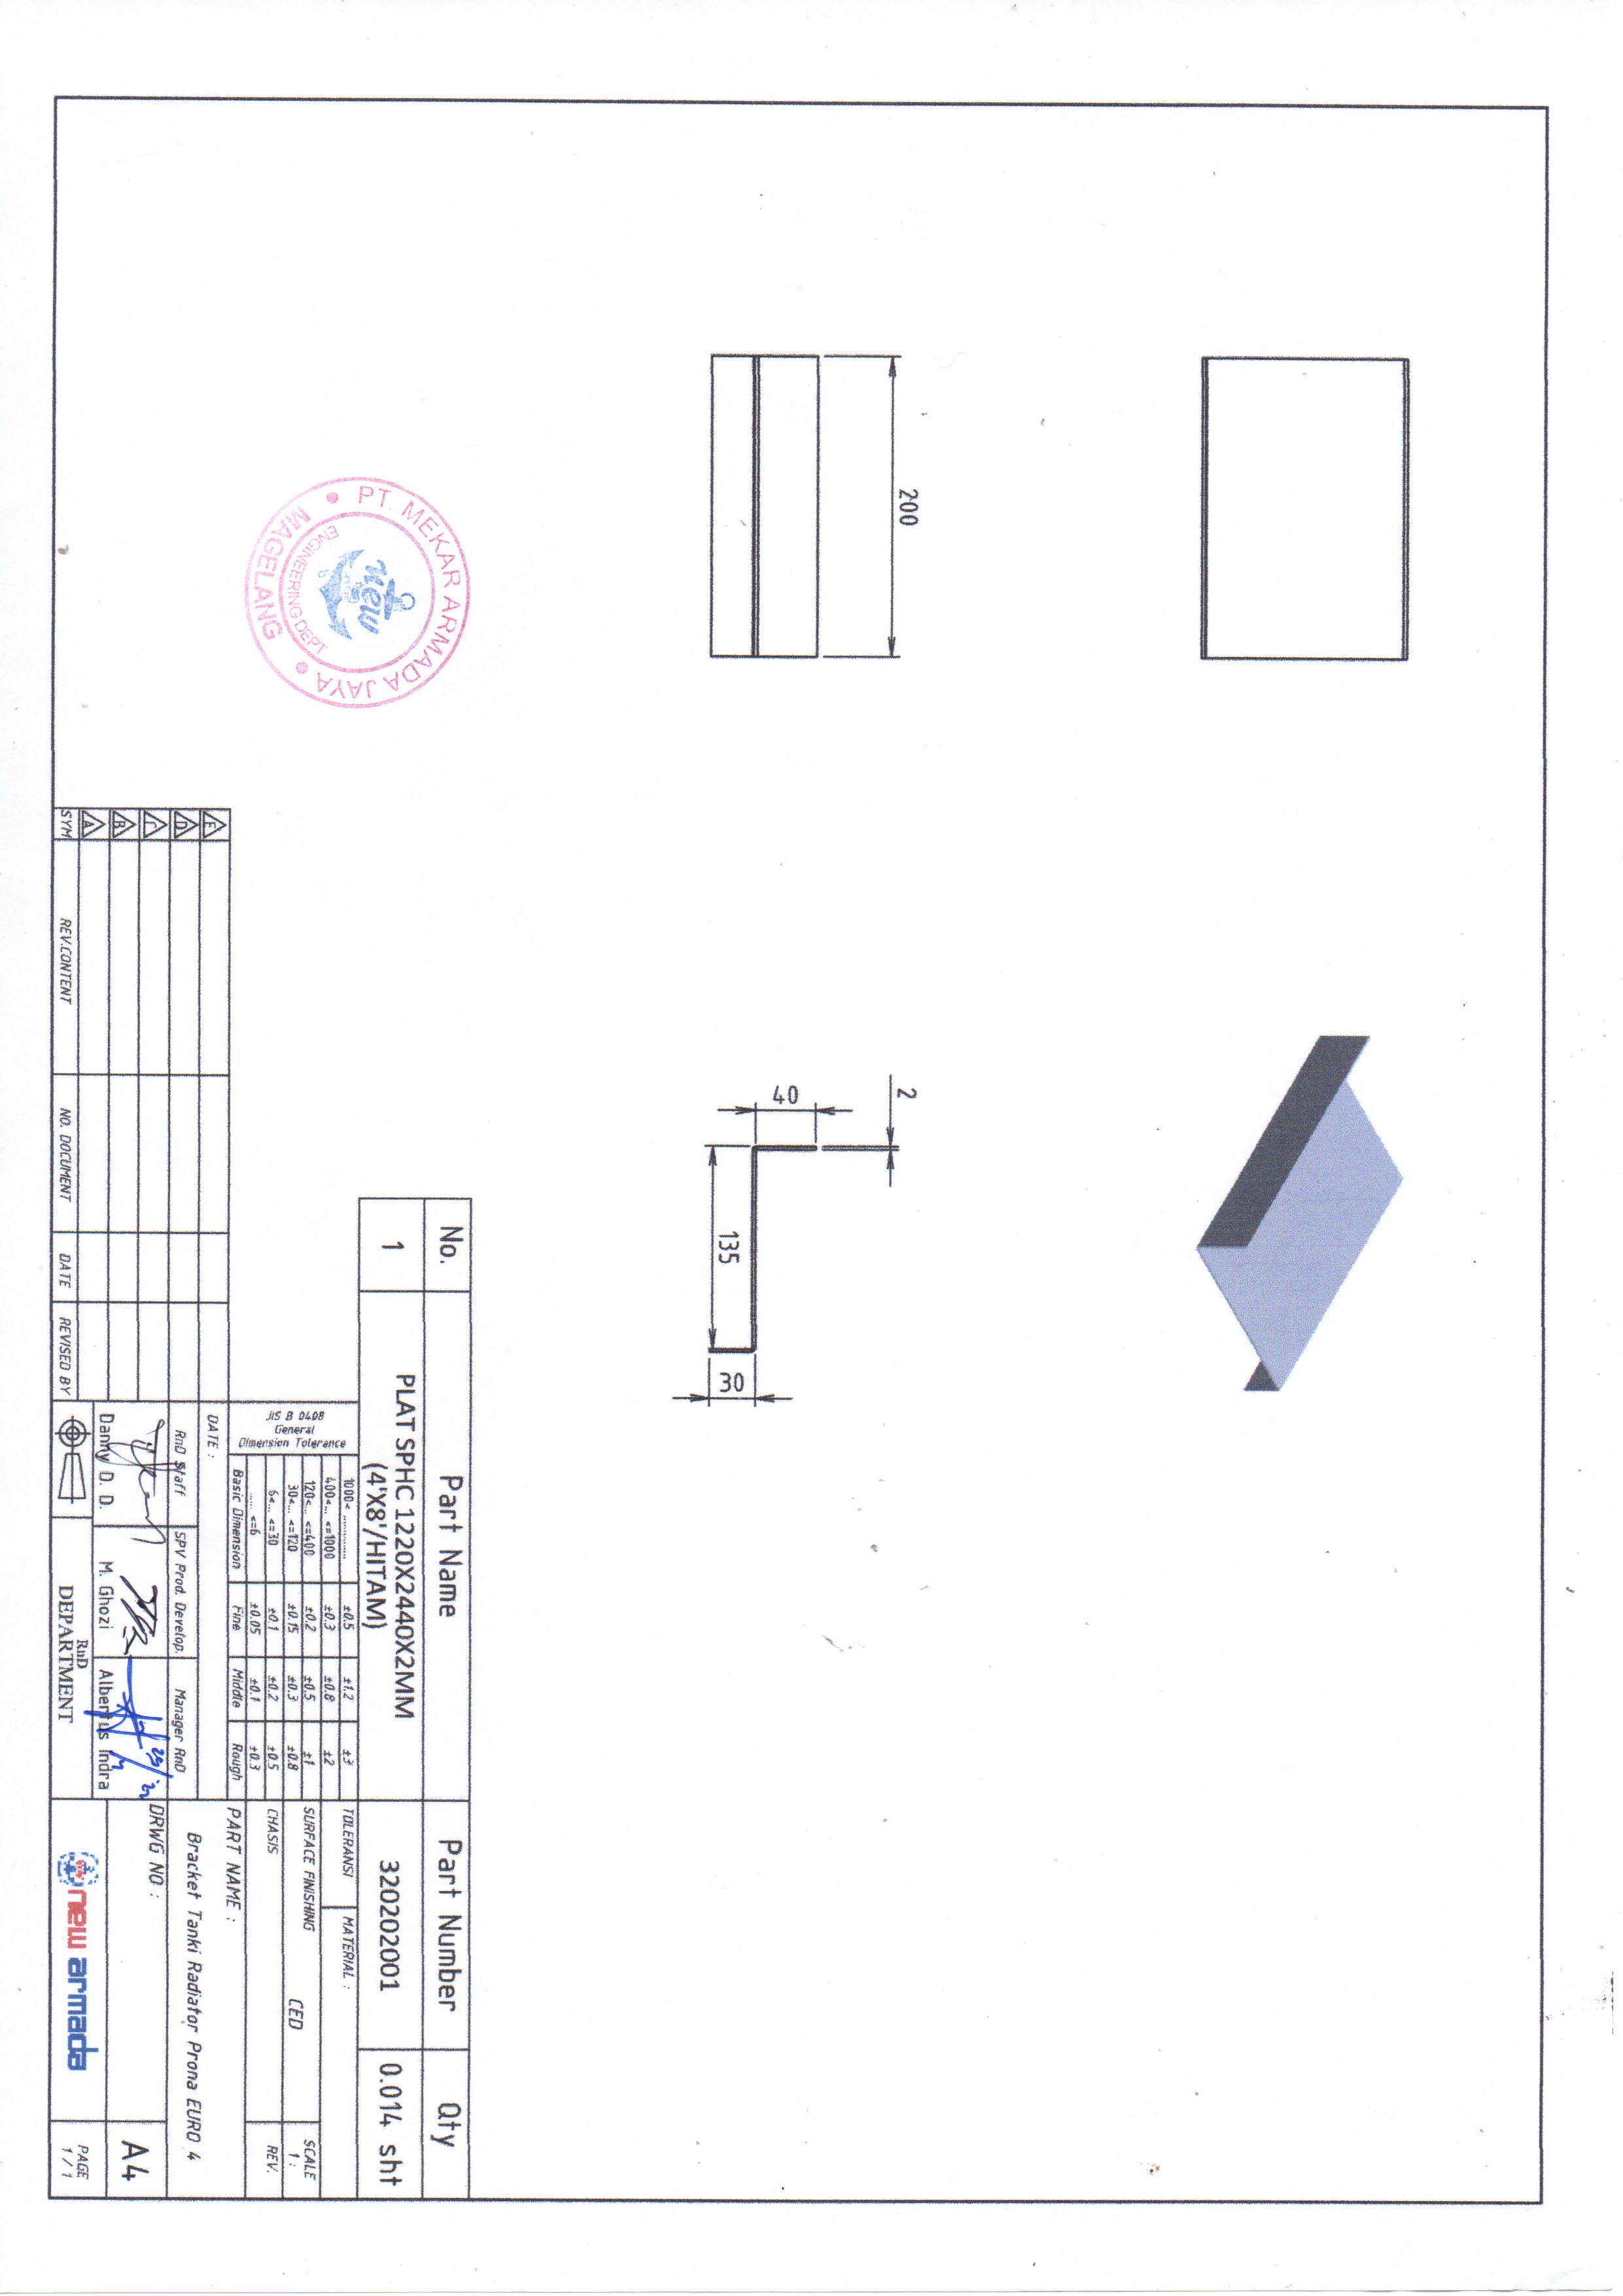 200
2
40
135
30
PT. MEKAR ARMADA JAYA
new
ENGINEERING DEPT
MAGELANG
No. Part Name Part Number Qty
1 PLAT SPHC 1220X2440X2MM 320202001 0.014 sht
(4'X8'/HITAM)
JIS B 0408
General
Dimension Tolerance
1000< .............. ±0.5 ±1.2 ±3
400<... <=1000 ±0.3 ±0.8 ±2
120<... <=400 ±0.2 ±0.5 ±1
30<... <=120 ±0.15 ±0.3 ±0.8
6<... <=30 ±0.1 ±0.2 ±0.5
...... <=6 ±0.05 ±0.1 ±0.3
Basic Dimension Fine Middle Rough
TOLERANSI MATERIAL :
SURFACE FINISHING CED
SCALE
1 :
CHASIS
REV.
PART NAME :
Bracket Tanki Radiator Prona EURO 4
DATE :
RnD Staff SPV Prod. Develop. Manager RnD
Danny D. D. M. Ghozi Albertus Indra
DRWG NO :
A4
RnD
DEPARTMENT
new armada
PAGE
1 / 1
E
D
B
A
SYM REV.CONTENT NO. DOCUMENT DATE REVISED BY